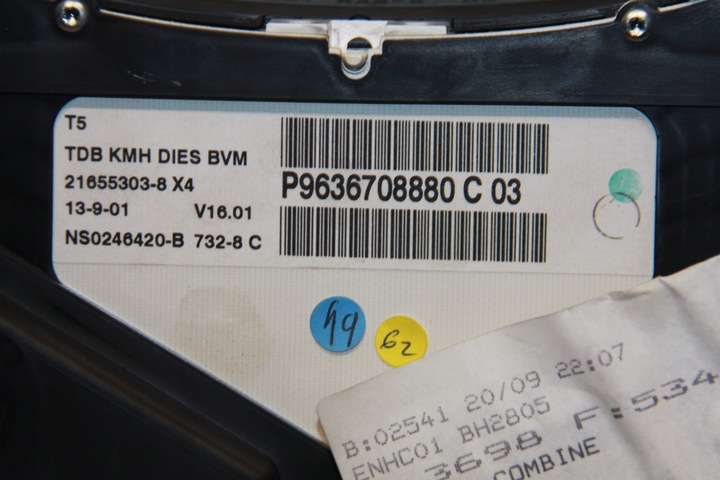 T5
TDB KMH DIES BVM
21655303-8 X4
13-9-01 V16.01
NS0246420-B 732-8 C
P9636708880 C 03
62
B:02541 20/09 22:07
ENHC01 BH2805
3698 F:534
COMBINE